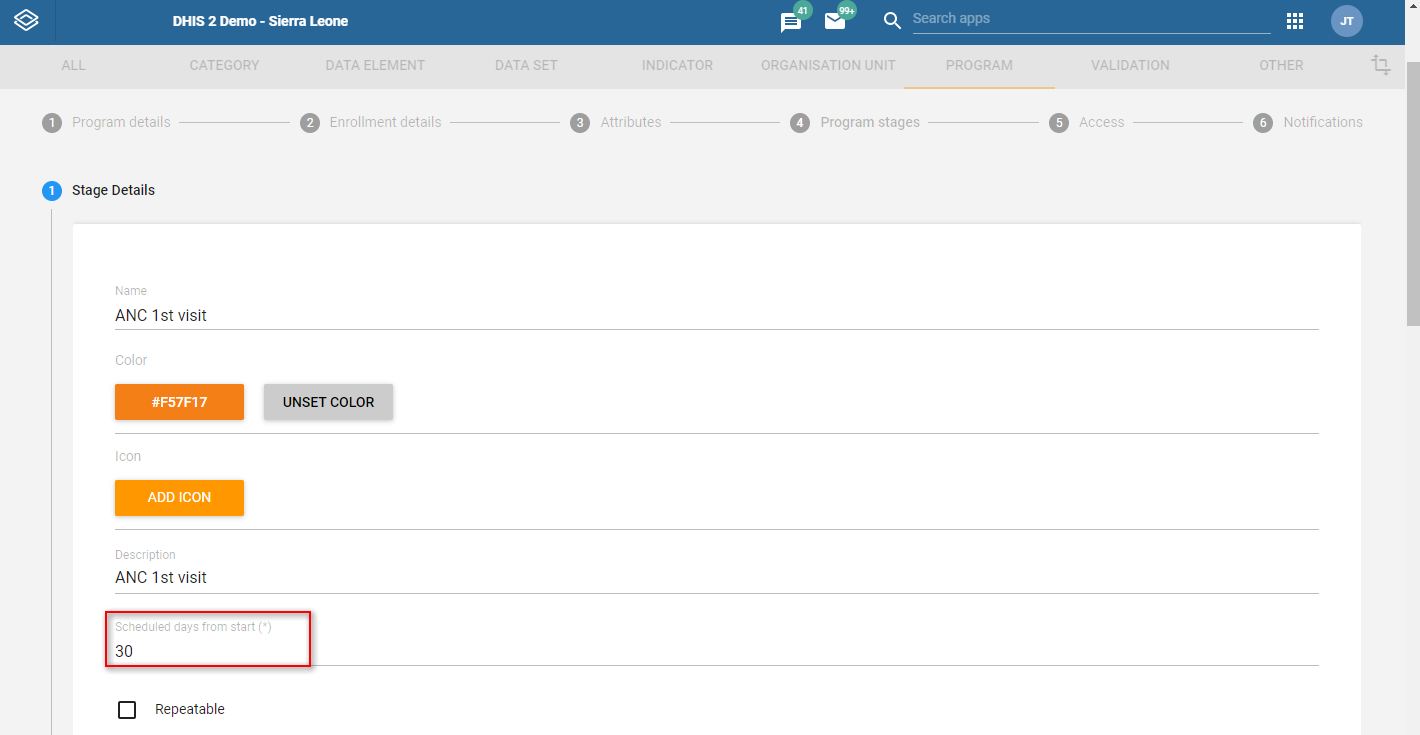 DHIS 2 Demo - Sierra Leone 41 99+ Search apps JT
ALL CATEGORY DATA ELEMENT DATA SET INDICATOR ORGANISATION UNIT PROGRAM VALIDATION OTHER
1 Program details 2 Enrollment details 3 Attributes 4 Program stages 5 Access 6 Notifications
1 Stage Details
Name
ANC 1st visit
Color
#F57F17 UNSET COLOR
Icon
ADD ICON
Description
ANC 1st visit
Scheduled days from start (*)
30
Repeatable